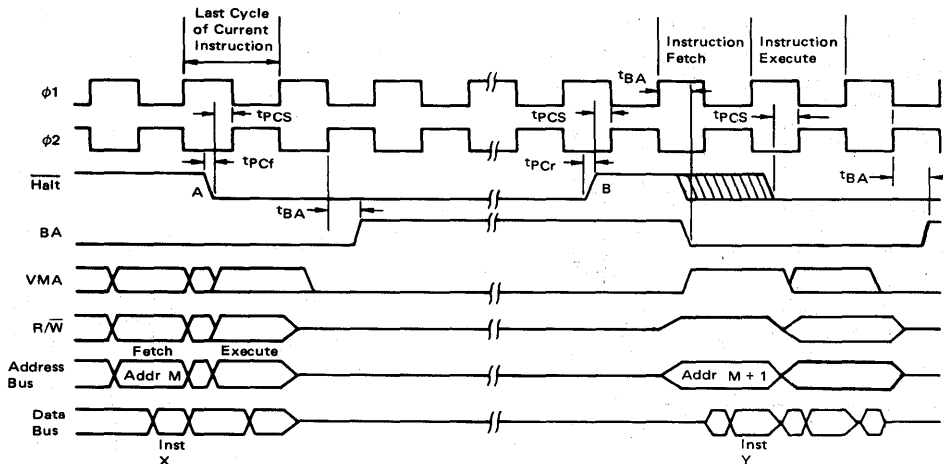 Last Cycle
of Current
Instruction
Instruction
Fetch
Instruction
Execute
ϕ1
tPCS
tPCS
tBA
tPCS
ϕ2
tPCf
tPCr
tBA
H̅a̅l̅t̅
A
B
tBA
BA
VMA
R/W̅
Fetch
Execute
Address
Bus
Addr M
Addr M + 1
Data
Bus
Inst
X
Inst
Y